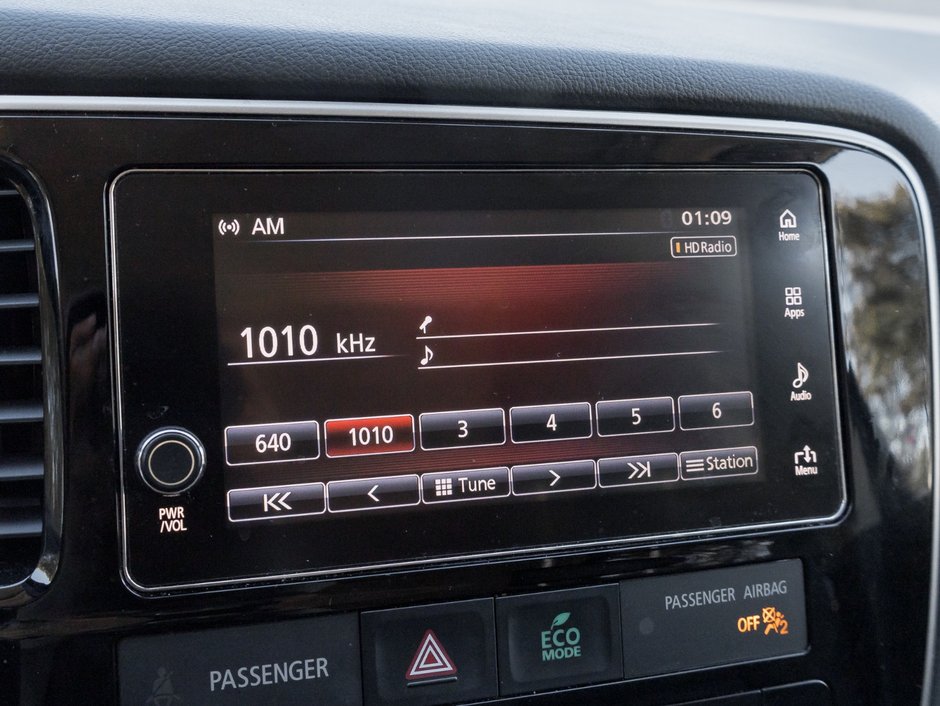 AM 01:09
HD Radio
Home
Apps
1010 kHz
Audio
640 1010 3 4 5 6
Tune Station
Menu
PWR
/VOL
PASSENGER AIRBAG
OFF 2
ECO
MODE
PASSENGER